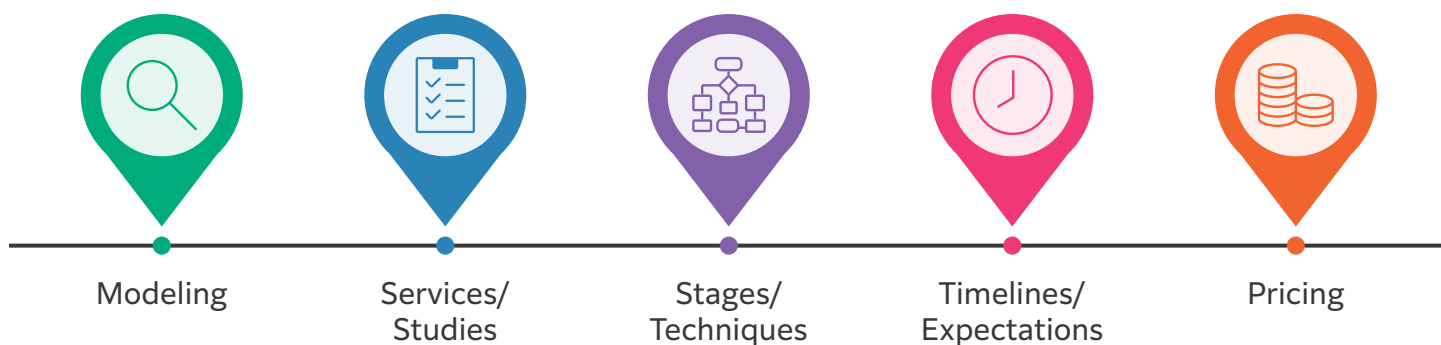 Modeling
Services/
Studies
Stages/
Techniques
Timelines/
Expectations
Pricing